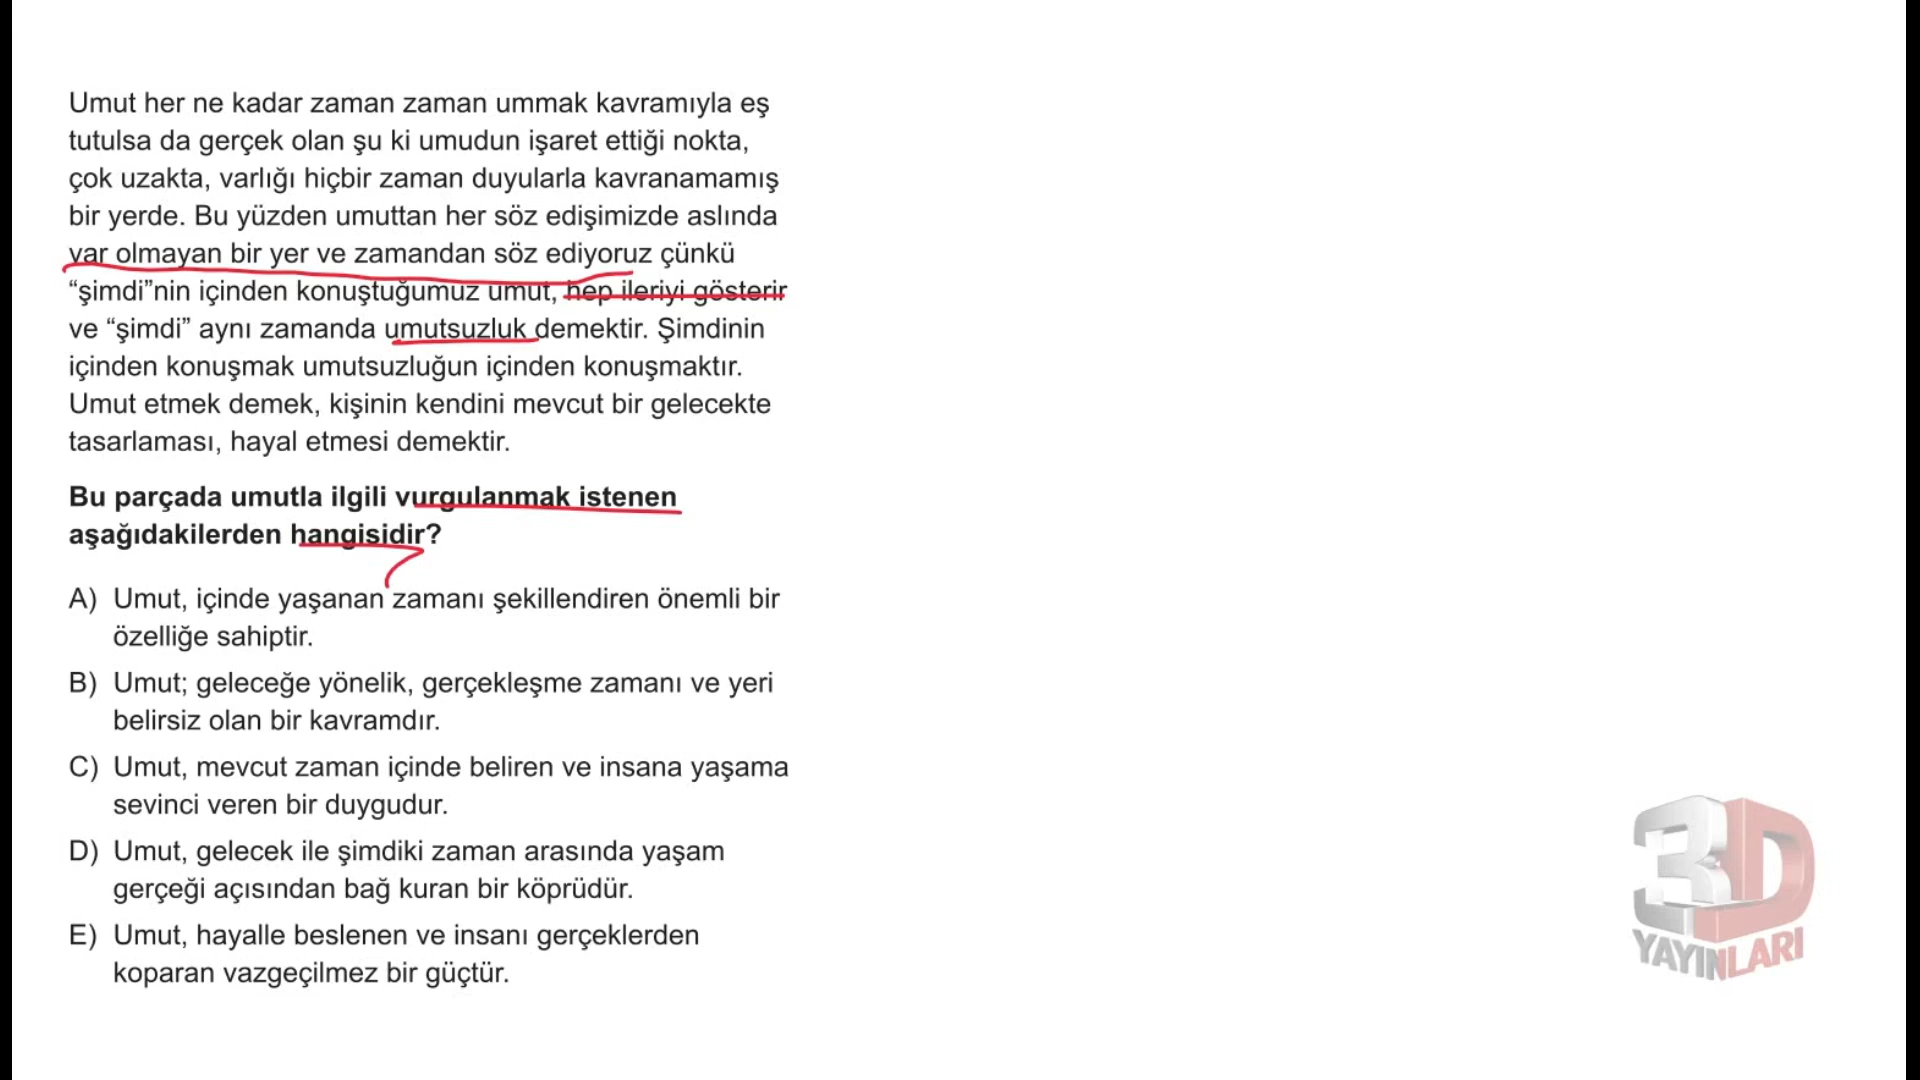 Umut her ne kadar zaman zaman ummak kavramıyla eş
tutulsa da gerçek olan şu ki umudun işaret ettiği nokta,
çok uzakta, varlığı hiçbir zaman duyularla kavranamamış
bir yerde. Bu yüzden umuttan her söz edişimizde aslında
var olmayan bir yer ve zamandan söz ediyoruz çünkü
“şimdi”nin içinden konuştuğumuz umut, hep ileriyi gösterir
ve “şimdi” aynı zamanda umutsuzluk demektir. Şimdinin
içinden konuşmak umutsuzluğun içinden konuşmaktır.
Umut etmek demek, kişinin kendini mevcut bir gelecekte
tasarlaması, hayal etmesi demektir.
Bu parçada umutla ilgili vurgulanmak istenen
aşağıdakilerden hangisidir?
A) Umut, içinde yaşanan zamanı şekillendiren önemli bir
özelliğe sahiptir.
B) Umut; geleceğe yönelik, gerçekleşme zamanı ve yeri
belirsiz olan bir kavramdır.
C) Umut, mevcut zaman içinde beliren ve insana yaşama
sevinci veren bir duygudur.
D) Umut, gelecek ile şimdiki zaman arasında yaşam
gerçeği açısından bağ kuran bir köprüdür.
E) Umut, hayalle beslenen ve insanı gerçeklerden
koparan vazgeçilmez bir güçtür.
3D
YAYINLARI